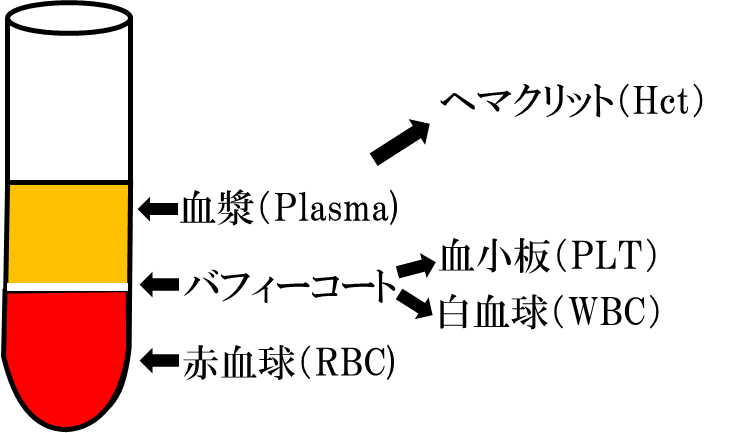 ヘマクリット(Hct)
血漿(Plasma)
血小板(PLT)
バフィーコート
白血球(WBC)
赤血球(RBC)